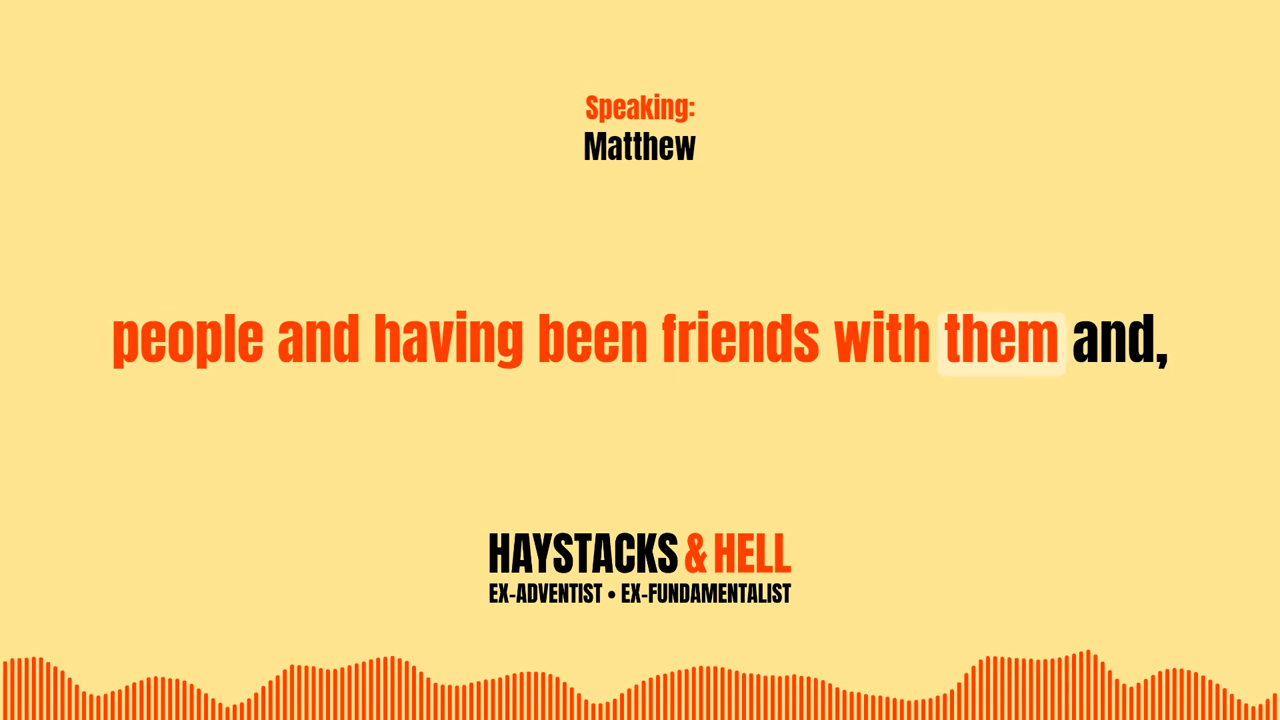 Speaking:
Matthew
people and having been friends with them and,
HAYSTACKS & HELL
EX-ADVENTIST • EX-FUNDAMENTALIST